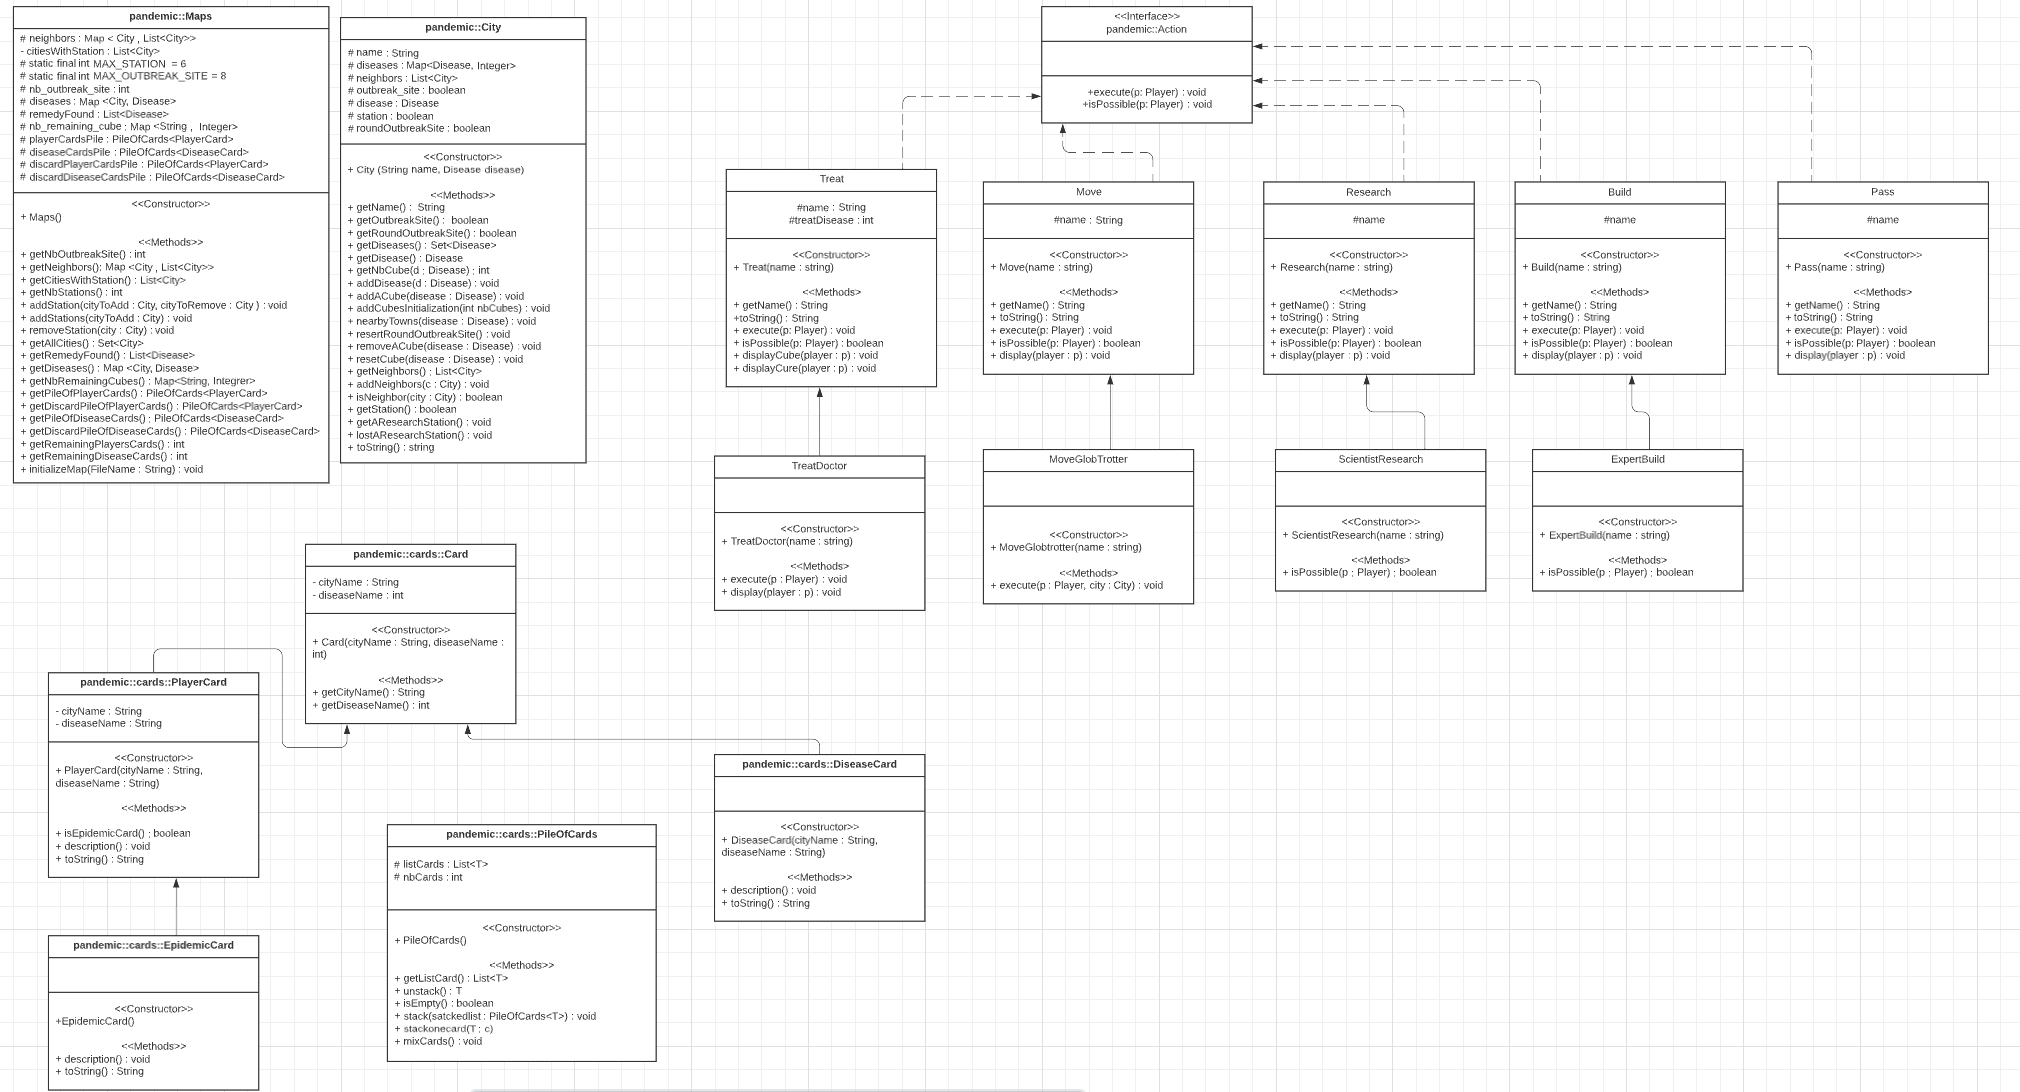 pandemic::Maps
# neighbors : Map < City , List<City>>
- citiesWithStation : List<City>
# static final int MAX_STATION = 6
# static final int MAX_OUTBREAK_SITE = 8
# nb_outbreak_site : int
# diseases : Map <City, Disease>
# remedyFound : List<Disease>
# nb_remaining_cube : Map <String , Integer>
# playerCardsPile : PileOfCards<PlayerCard>
# diseaseCardsPile : PileOfCards<DiseaseCard>
# discardPlayerCardsPile : PileOfCards<PlayerCard>
# discardDiseaseCardsPile : PileOfCards<DiseaseCard>
<<Constructor>>
+ Maps()
<<Methods>>
+ getNbOutbreakSite() : int
+ getNeighbors(): Map <City , List<City>>
+ getCitiesWithStation() : List<City>
+ getNbStations() : int
+ addStation(cityToAdd : City, cityToRemove : City ) : void
+ addStations(cityToAdd : City) : void
+ removeStation(city : City) : void
+ getAllCities() : Set<City>
+ getRemedyFound() : List<Disease>
+ getDiseases() : Map <City, Disease>
+ getNbRemainingCubes() : Map<String, Integrer>
+ getPileOfPlayerCards() : PileOfCards<PlayerCard>
+ getDiscardPileOfPlayerCards() : PileOfCards<PlayerCard>
+ getPileOfDiseaseCards() : PileOfCards<DiseaseCard>
+ getDiscardPileOfDiseaseCards() : PileOfCards<DiseaseCard>
+ getRemainingPlayersCards() : int
+ getRemainingDiseaseCards() : int
+ initializeMap(FileName : String) : void
pandemic::City
# name : String
# diseases : Map<Disease, Integer>
# neighbors : List<City>
# outbreak_site : boolean
# disease : Disease
# station : boolean
# roundOutbreakSite : boolean
<<Constructor>>
+ City (String name, Disease disease)
<<Methods>>
+ getName() : String
+ getOutbreakSite() : boolean
+ getRoundOutbreakSite() : boolean
+ getDiseases() : Set<Disease>
+ getDisease() : Disease
+ getNbCube(d : Disease) : int
+ addDisease(d : Disease) : void
+ addACube(disease : Disease) : void
+ addCubesInitialization(int nbCubes) : void
+ nearbyTowns(disease : Disease) : void
+ resertRoundOutbreakSite() : void
+ removeACube(disease : Disease) : void
+ resetCube(disease : Disease) : void
+ getNeighbors() : List<City>
+ addNeighbors(c : City) : void
+ isNeighbor(city : City) : boolean
+ getStation() : boolean
+ getAResearchStation() : void
+ lostAResearchStation() : void
+ toString() : string
<<Interface>>
pandemic::Action
+execute(p: Player) : void
+isPossible(p: Player) : void
Treat
#name : String
#treatDisease : int
<<Constructor>>
+ Treat(name : string)
<<Methods>
+ getName() : String
+toString() : String
+ execute(p: Player) : void
+ isPossible(p: Player) : boolean
+ displayCube(player : p) : void
+ displayCure(player : p) : void
Move
#name : String
<<Constructor>>
+ Move(name : string)
<<Methods>
+ getName() : String
+ toString() : String
+ execute(p: Player) : void
+ isPossible(p: Player) : boolean
+ display(player : p) : void
Research
#name
<<Constructor>>
+ Research(name : string)
<<Methods>
+ getName() : String
+ toString() : String
+ execute(p: Player) : void
+ isPossible(p: Player) : boolean
+ display(player : p) : void
Build
#name
<<Constructor>>
+ Build(name : string)
<<Methods>
+ getName() : String
+ toString() : String
+ execute(p: Player) : void
+ isPossible(p: Player) : boolean
+ display(player : p) : void
Pass
#name
<<Constructor>>
+ Pass(name : string)
<<Methods>
+ getName() : String
+ toString() : String
+ execute(p: Player) : void
+ isPossible(p: Player) : boolean
+ display(player : p) : void
TreatDoctor
<<Constructor>>
+ TreatDoctor(name : string)
<<Methods>
+ execute(p : Player) : void
+ display(player : p) : void
MoveGlobTrotter
<<Constructor>>
+ MoveGlobtrotter(name : string)
<<Methods>
+ execute(p : Player, city : City) : void
ScientistResearch
<<Constructor>>
+ ScientistResearch(name : string)
<<Methods>
+ isPossible(p : Player) : boolean
ExpertBuild
<<Constructor>>
+ ExpertBuild(name : string)
<<Methods>
+ isPossible(p : Player) : boolean
pandemic::cards::Card
- cityName : String
- diseaseName : int
<<Constructor>>
+ Card(cityName : String, diseaseName :
int)
<<Methods>>
+ getCityName() : String
+ getDiseaseName() : int
pandemic::cards::PlayerCard
- cityName : String
- diseaseName : String
<<Constructor>>
+ PlayerCard(cityName : String,
diseaseName : String)
<<Methods>>
+ isEpidemicCard() : boolean
+ description() : void
+ toString() : String
pandemic::cards::DiseaseCard
<<Constructor>>
+ DiseaseCard(cityName : String,
diseaseName : String)
<<Methods>>
+ description() : void
+ toString() : String
pandemic::cards::PileOfCards
# listCards : List<T>
# nbCards : int
<<Constructor>>
+ PileOfCards()
<<Methods>>
+ getListCard() : List<T>
+ unstack() : T
+ isEmpty() : boolean
+ stack(satckedlist : PileOfCards<T>) : void
+ stackonecard(T : c)
+ mixCards() : void
pandemic::cards::EpidemicCard
<<Constructor>>
+EpidemicCard()
<<Methods>>
+ description() : void
+ toString() : String